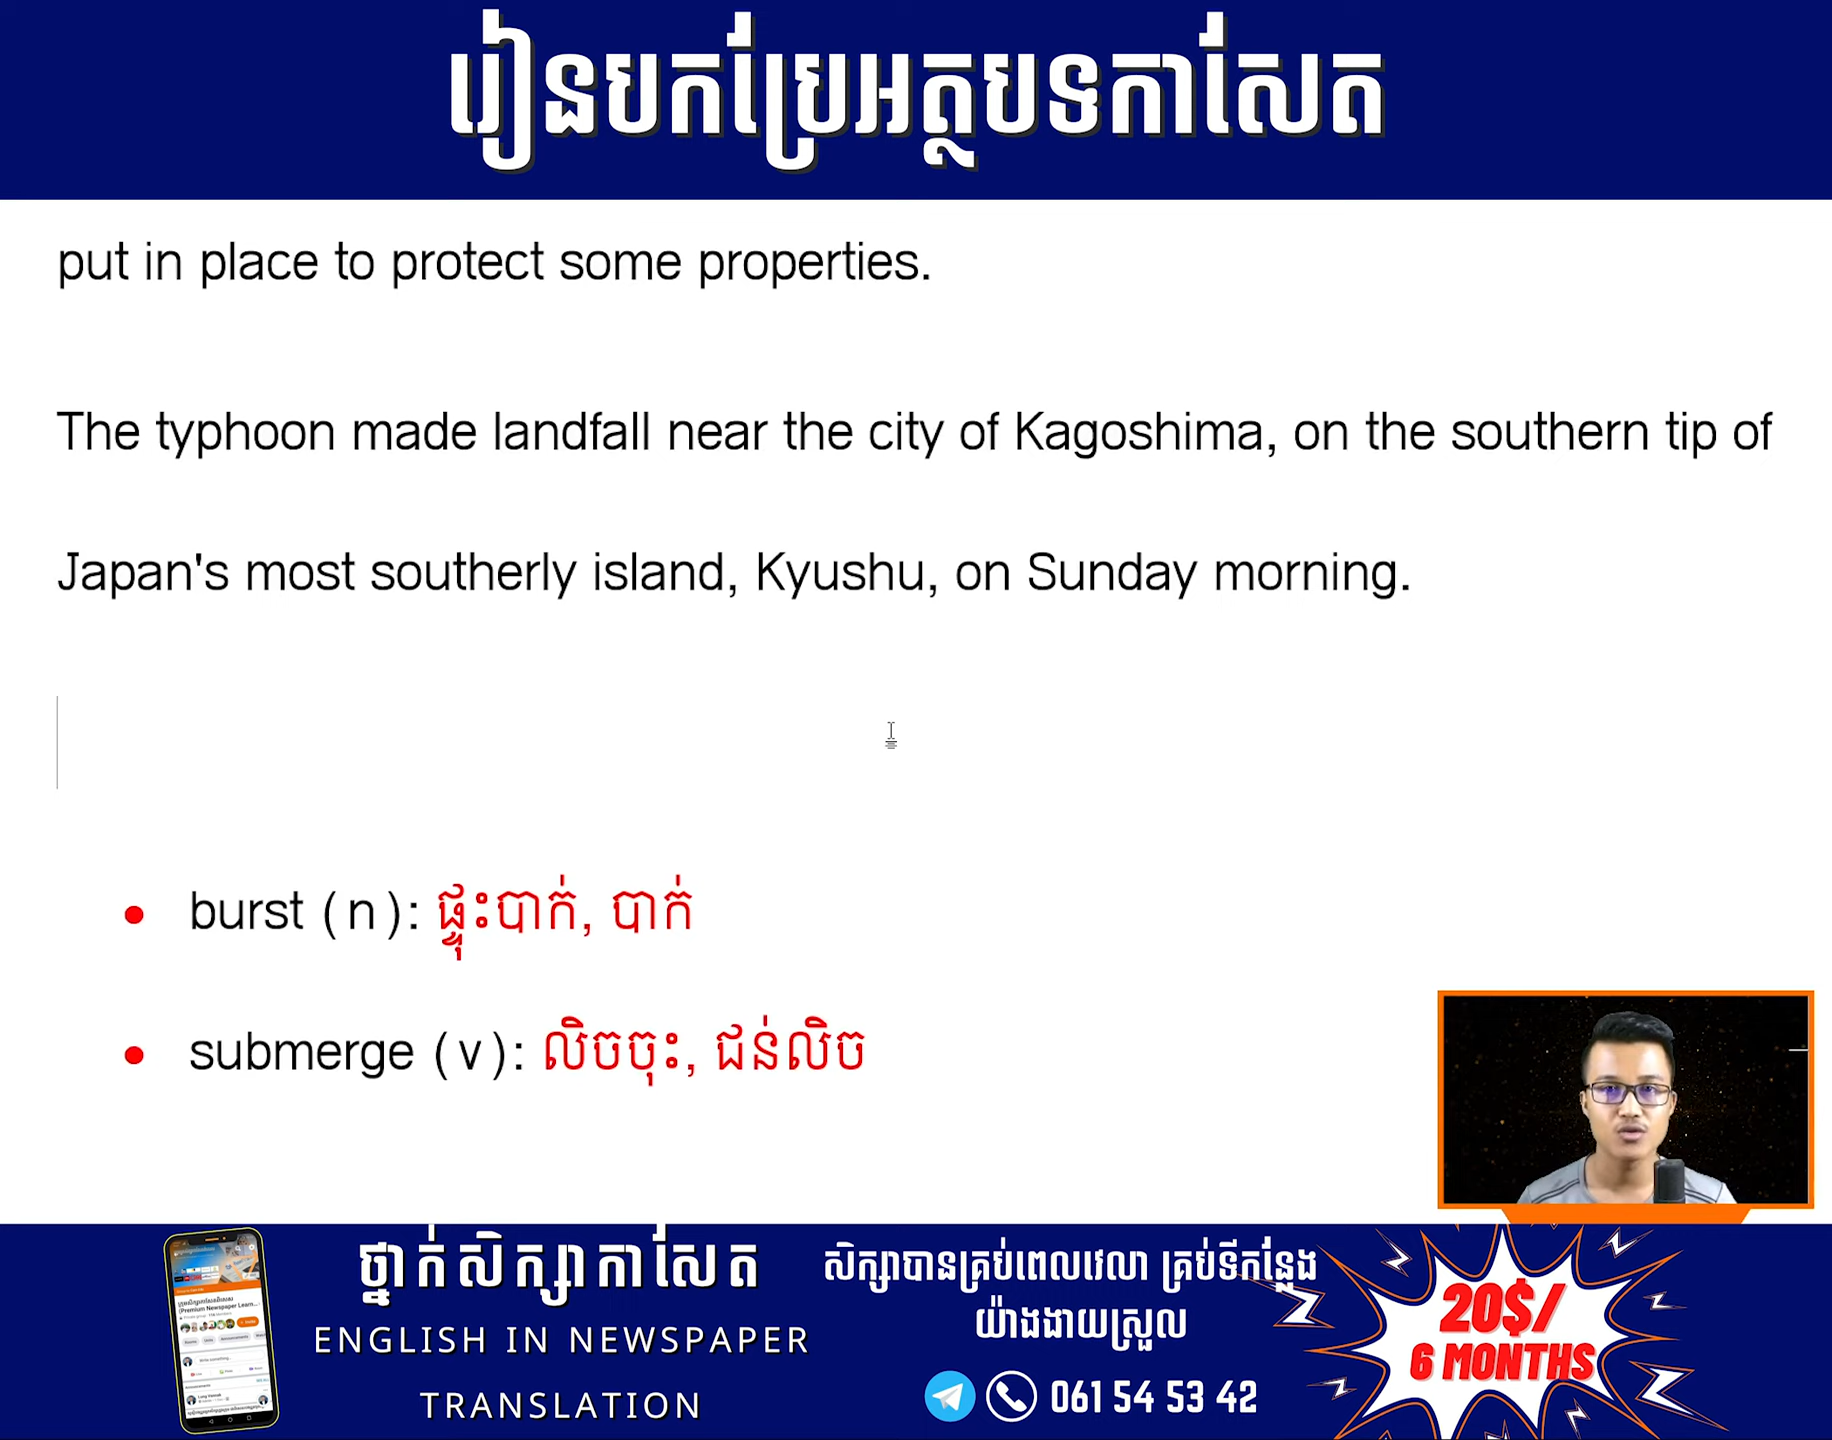 រៀនបកប្រែអត្ថបទកាសែត
put in place to protect some properties.
The typhoon made landfall near the city of Kagoshima, on the southern tip of
Japan's most southerly island, Kyushu, on Sunday morning.
• burst (n): ផ្ទុះបាក់, បាក់
• submerge (v): លិចចុះ, ជន់លិច
ថ្នាក់សិក្សាកាសែត
ENGLISH IN NEWSPAPER
TRANSLATION
សិក្សាបានគ្រប់ពេលវេលា គ្រប់ទីកន្លែង
យ៉ាងងាយស្រួល
061 54 53 42
20$/
6 MONTHS